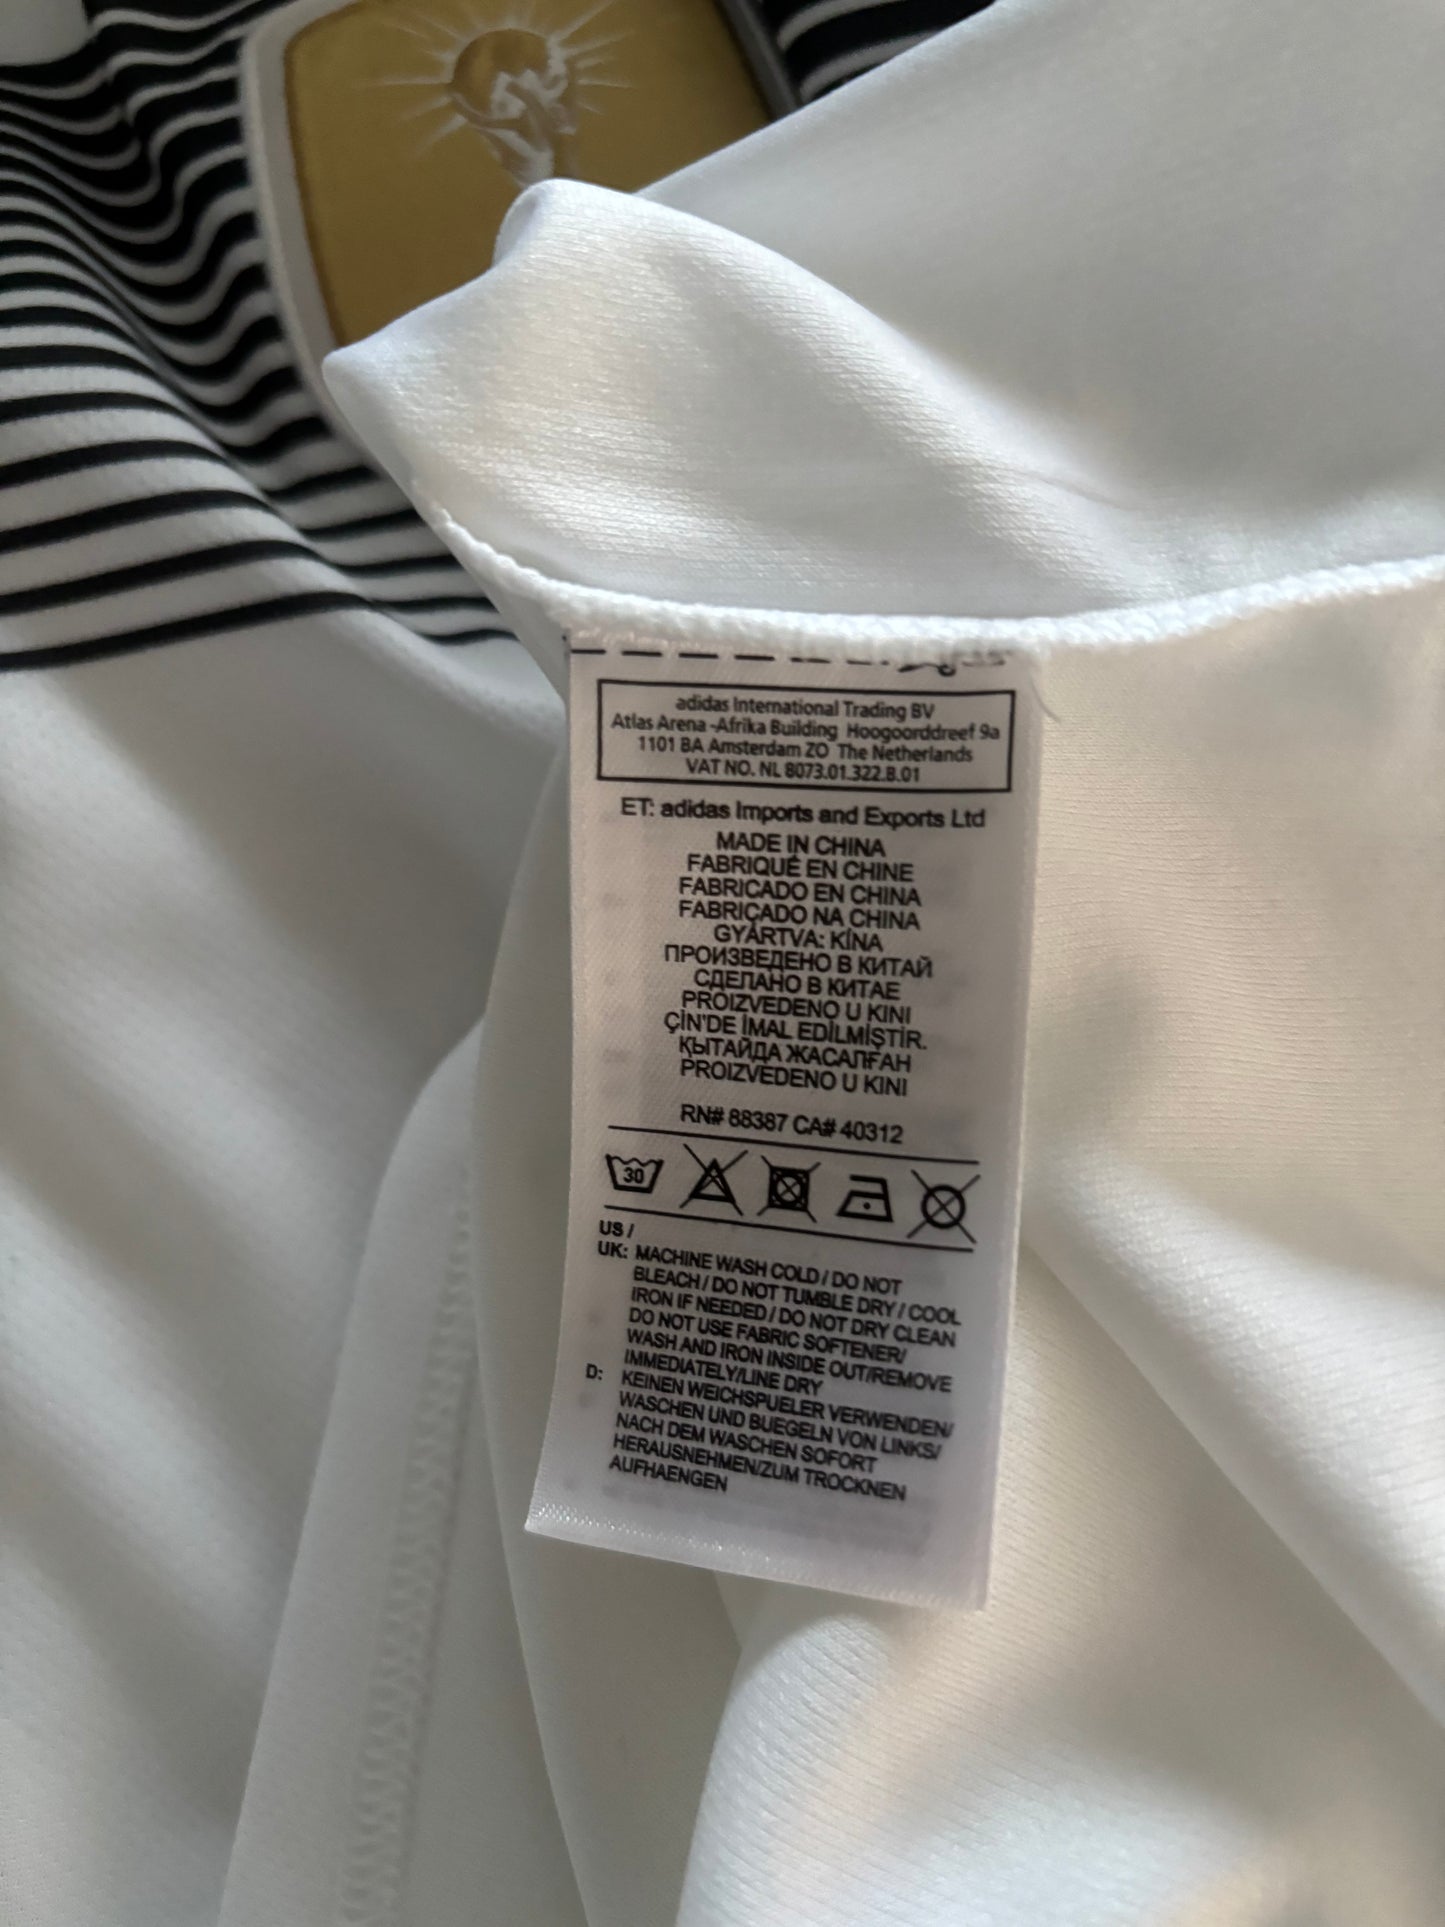 adidas International Trading BV
Atlas Arena -Afrika Building Hoogoorddreef 9a
1101 BA Amsterdam ZO The Netherlands
VAT NO. NL 8073.01.322.B.01
ET: adidas Imports and Exports Ltd
MADE IN CHINA
FABRIQUÉ EN CHINE
FABRICADO EN CHINA
FABRICADO NA CHINA
GYÁRTVA: KÍNA
ПРОИЗВЕДЕНО В КИТАЙ
СДЕЛАНО В КИТАЕ
PROIZVEDENO U KINI
ÇİN'DE İMAL EDİLMİŞTİR.
ҚЫТАЙДА ЖАСАЛҒАН
PROIZVEDENO U KINI
RN# 88387 CA# 40312
30
US /
UK: MACHINE WASH COLD / DO NOT
BLEACH / DO NOT TUMBLE DRY / COOL
IRON IF NEEDED / DO NOT DRY CLEAN
DO NOT USE FABRIC SOFTENER/
WASH AND IRON INSIDE OUT/REMOVE
IMMEDIATELY/LINE DRY
D: KEINEN WEICHSPUELER VERWENDEN/
WASCHEN UND BUEGELN VON LINKS/
NACH DEM WASCHEN SOFORT
HERAUSNEHMEN/ZUM TROCKNEN
AUFHAENGEN